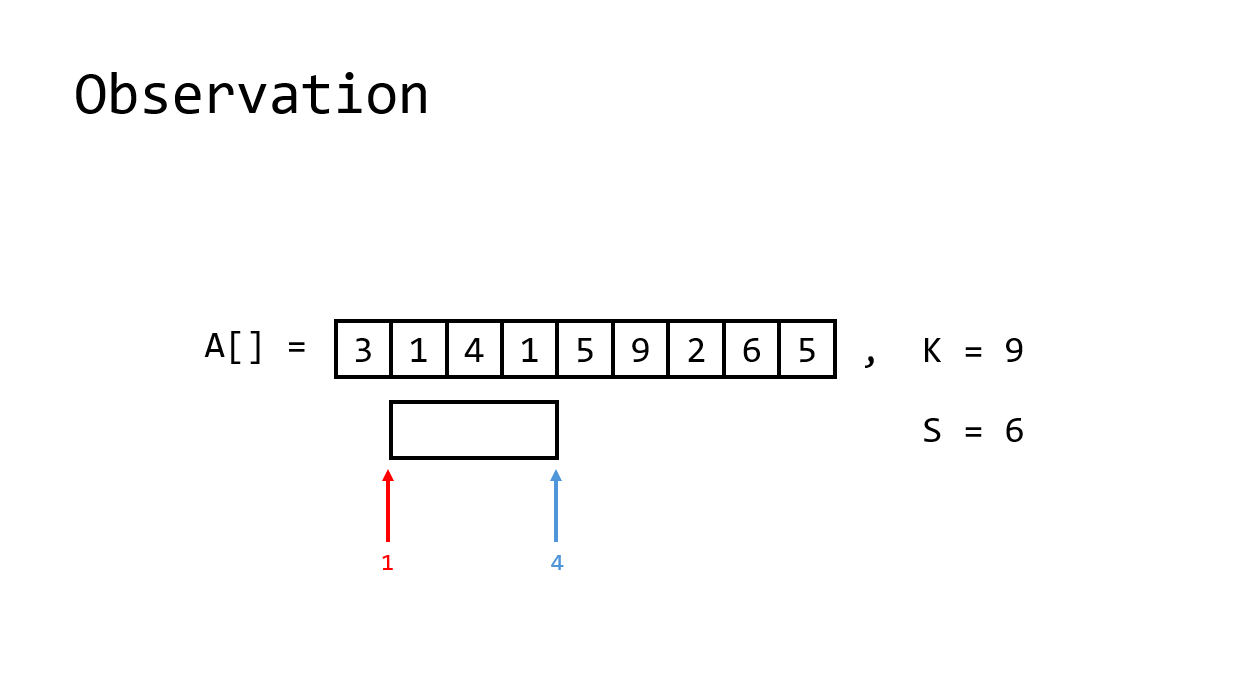 Observation
A[] = 3 1 4 1 5 9 2 6 5 , K = 9
S = 6
1 4